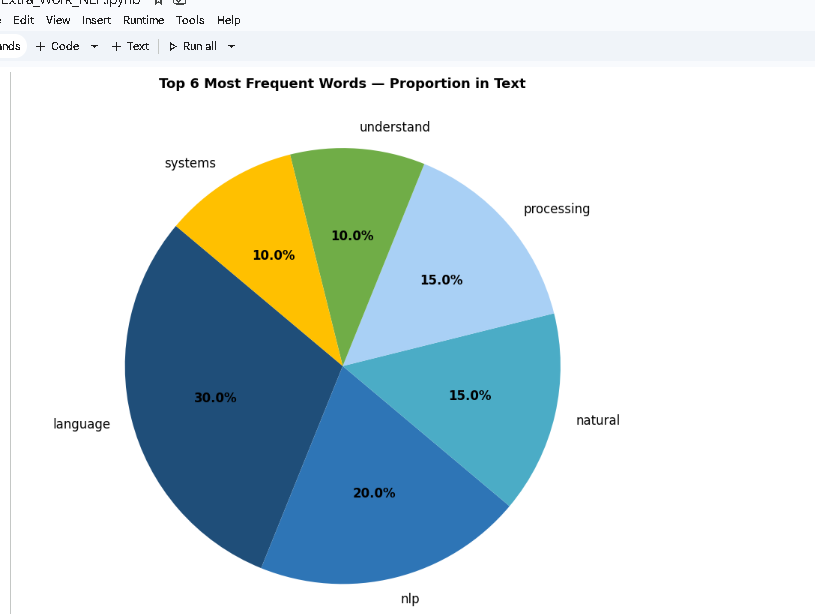 Extra_Work_NLP.ipynb
Edit View Insert Runtime Tools Help
ands + Code + Text Run all
Top 6 Most Frequent Words — Proportion in Text
understand
systems
processing
10.0%
10.0%
15.0%
30.0%
15.0%
language
natural
20.0%
nlp